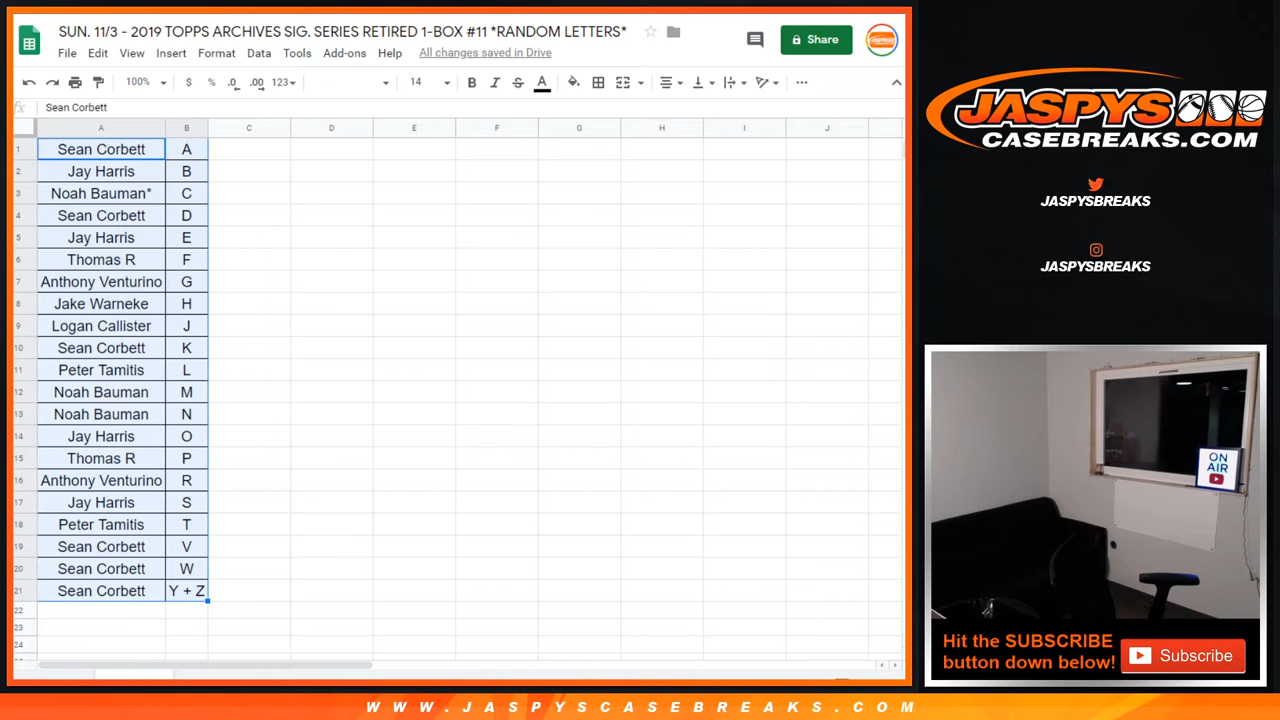 SUN. 11/3 - 2019 TOPPS ARCHIVES SIG. SERIES RETIRED 1-BOX #11 *RANDOM LETTERS*
File Edit View Insert Format Data Tools Add-ons Help All changes saved in Drive
Share
100% $ % .0 .00 123 14 B I S A
fx Sean Corbett
A B C D E F G H I J
1 Sean Corbett A
2 Jay Harris B
3 Noah Bauman* C
4 Sean Corbett D
5 Jay Harris E
6 Thomas R F
7 Anthony Venturino G
8 Jake Warneke H
9 Logan Callister J
10 Sean Corbett K
11 Peter Tamitis L
12 Noah Bauman M
13 Noah Bauman N
14 Jay Harris O
15 Thomas R P
16 Anthony Venturino R
17 Jay Harris S
18 Peter Tamitis T
19 Sean Corbett V
20 Sean Corbett W
21 Sean Corbett Y + Z
22
23
24
JASPYS
CASEBREAKS.COM
JASPYSBREAKS
JASPYSBREAKS
ON
AIR
Hit the SUBSCRIBE
button down below!
Subscribe
WWW.JASPYSCASEBREAKS.COM